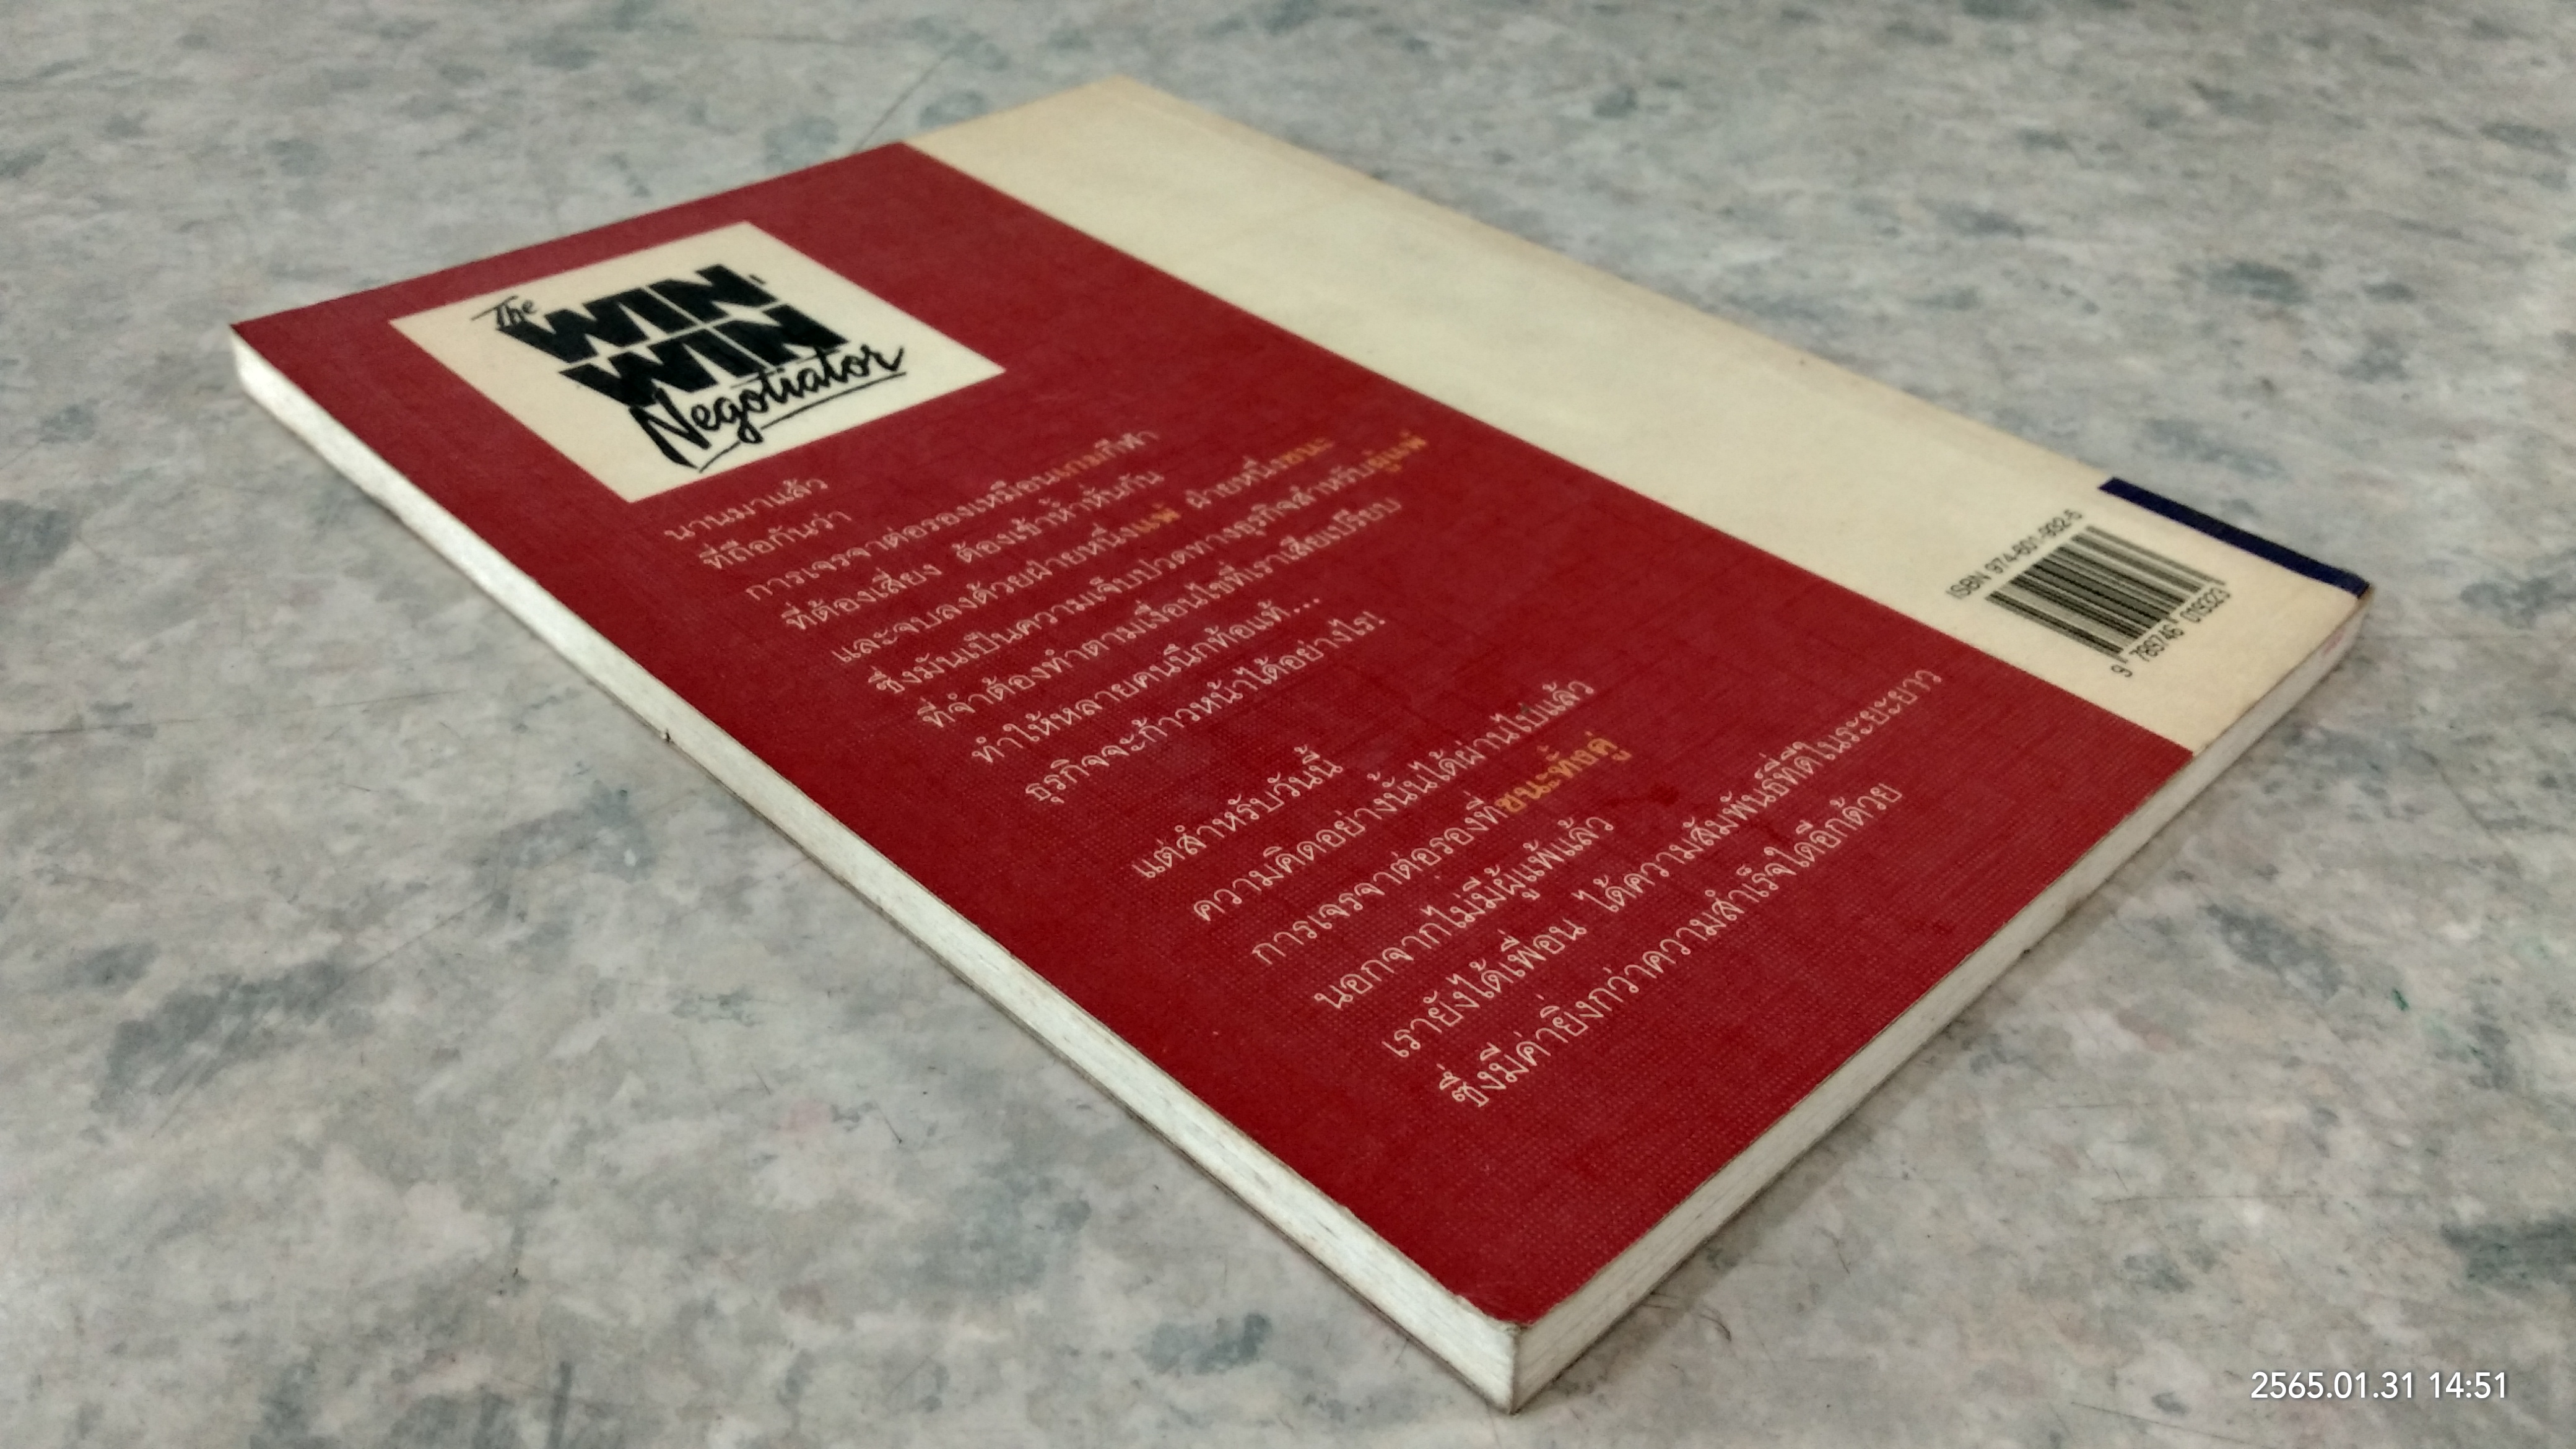 The
WIN,
WIN
Negotiator
นานมาแล้ว
ที่ถือกันว่า
การเจรจาต่อรองเหมือนเกมกีฬา
ที่ต้องเสี่ยง ต้องเข้าห้ำหั่นกัน
และจบลงด้วยฝ่ายหนึ่งแพ้ ฝ่ายหนึ่งชนะ
ซึ่งมันเป็นความเจ็บปวดทางธุรกิจสำหรับผู้แพ้
ที่จำต้องทำตามเงื่อนไขที่เราเสียเปรียบ
ทำให้หลายคนนึกท้อแท้....
ธุรกิจจะก้าวหน้าได้อย่างไร!
แต่สำหรับวันนี้
ความคิดอย่างนั้นได้ผ่านไปแล้ว
การเจรจาต่อรองที่ชนะทั้งคู่
นอกจากไม่มีผู้แพ้แล้ว
เรายังได้เพื่อน ได้ความสัมพันธ์ที่ดีในระยะยาว
ซึ่งมีค่ายิ่งกว่าความสำเร็จใดอีกด้วย
ISBN 974-601-932-5
9 789746 019323
2565.01.31 14:51